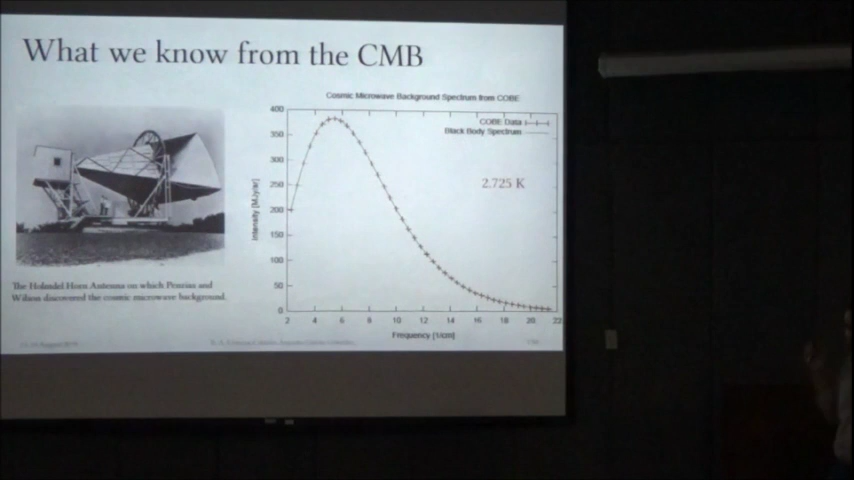 What we know from the CMB
Cosmic Microwave Background Spectrum from COBE
COBE Data
Black Body Spectrum
2.725 K
Intensity [MJy/sr]
400
350
300
250
200
150
100
50
0
2 4 6 8 10 12 14 16 18 20 22
Frequency [1/cm]
The Holmdel Horn Antenna on which Penzias and
Wilson discovered the cosmic microwave background.
August